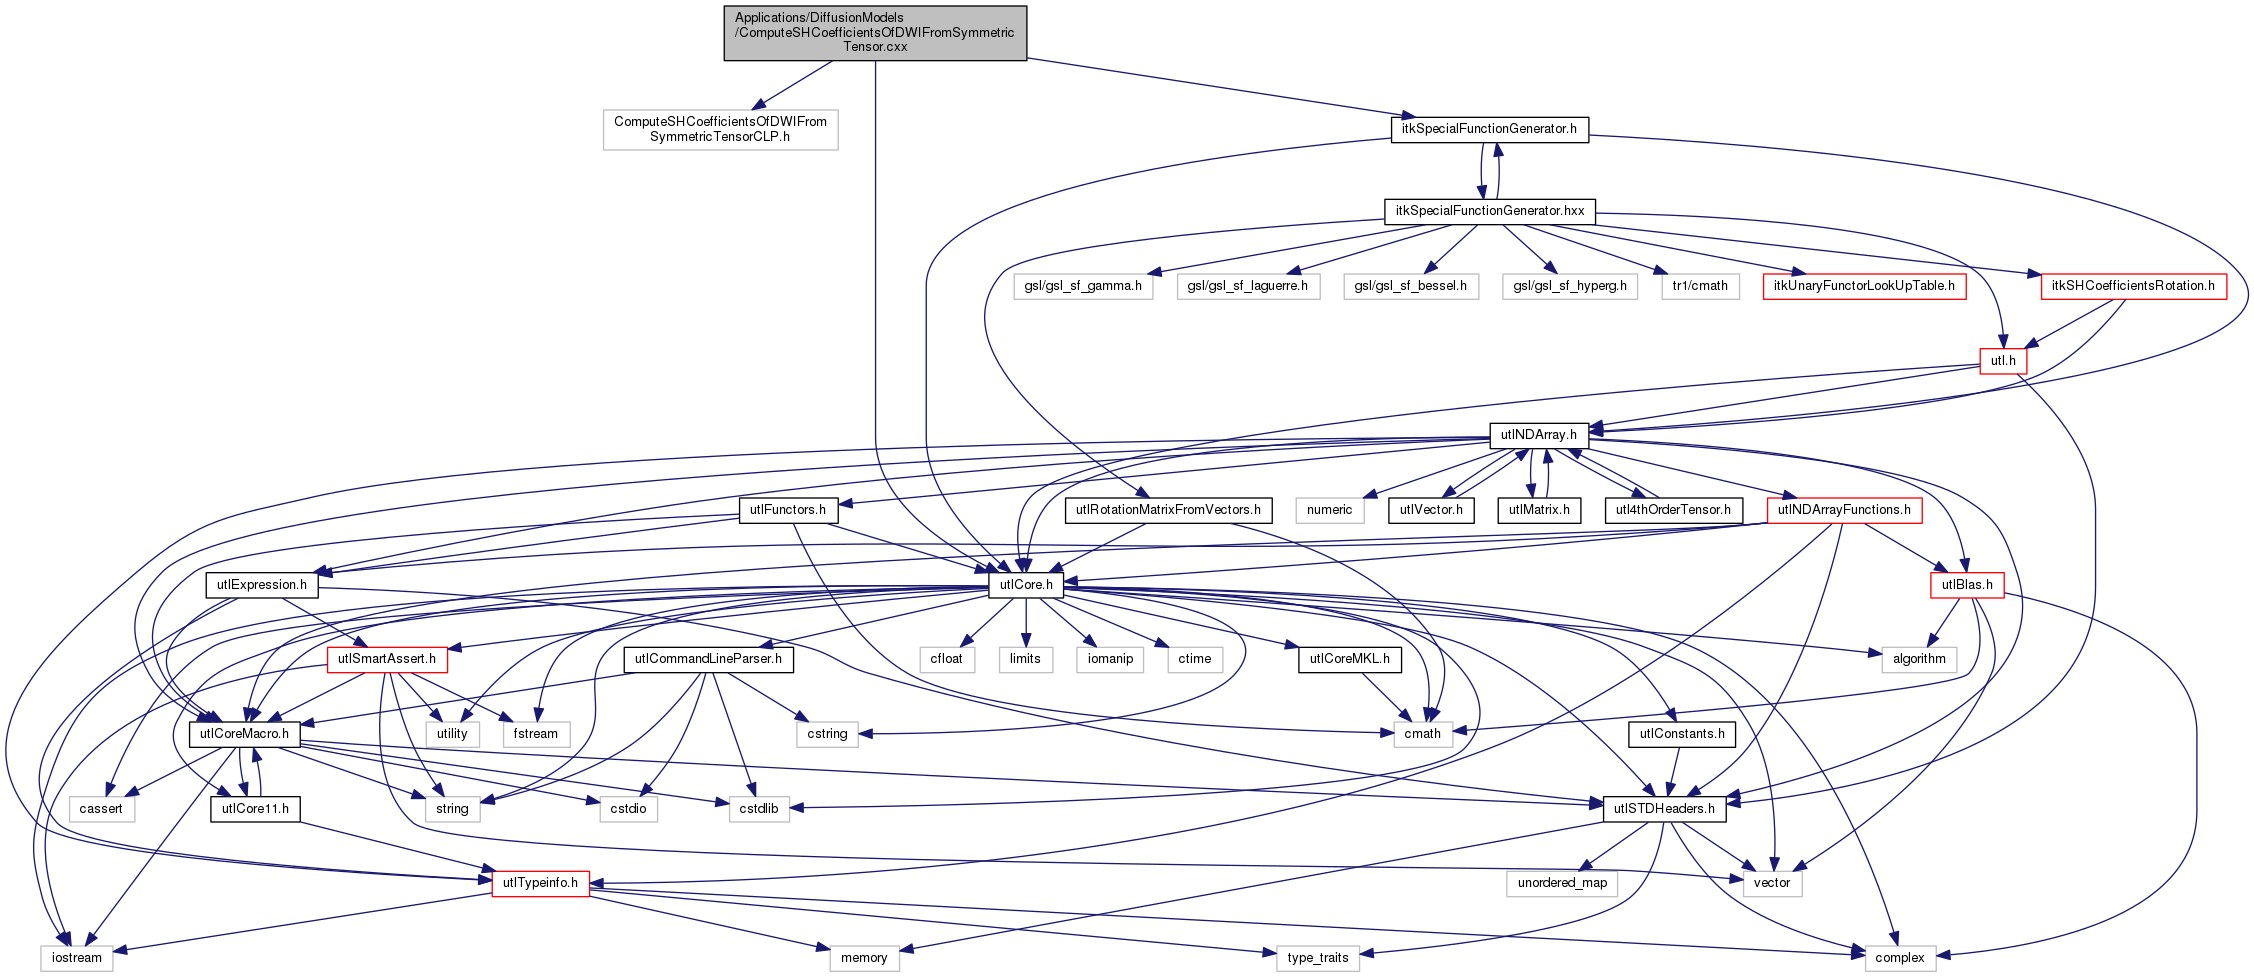 Applications/DiffusionModels
/ComputeSHCoefficientsOfDWIFromSymmetric
Tensor.cxx
ComputeSHCoefficientsOfDWIFrom
SymmetricTensorCLP.h
itkSpecialFunctionGenerator.h
itkSpecialFunctionGenerator.hxx
gsl/gsl_sf_gamma.h
gsl/gsl_sf_laguerre.h
gsl/gsl_sf_bessel.h
gsl/gsl_sf_hyperg.h
tr1/cmath
itkUnaryFunctorLookUpTable.h
itkSHCoefficientsRotation.h
utl.h
utlNDArray.h
utlFunctors.h
utlRotationMatrixFromVectors.h
numeric
utlVector.h
utlMatrix.h
utl4thOrderTensor.h
utlNDArrayFunctions.h
utlExpression.h
utlCore.h
utlBlas.h
utlSmartAssert.h
utlCommandLineParser.h
cfloat
limits
iomanip
ctime
utlCoreMKL.h
algorithm
utlCoreMacro.h
utility
fstream
cstring
cmath
utlConstants.h
cassert
utlCore11.h
string
cstdio
cstdlib
utlSTDHeaders.h
utlTypeinfo.h
unordered_map
vector
iostream
memory
type_traits
complex